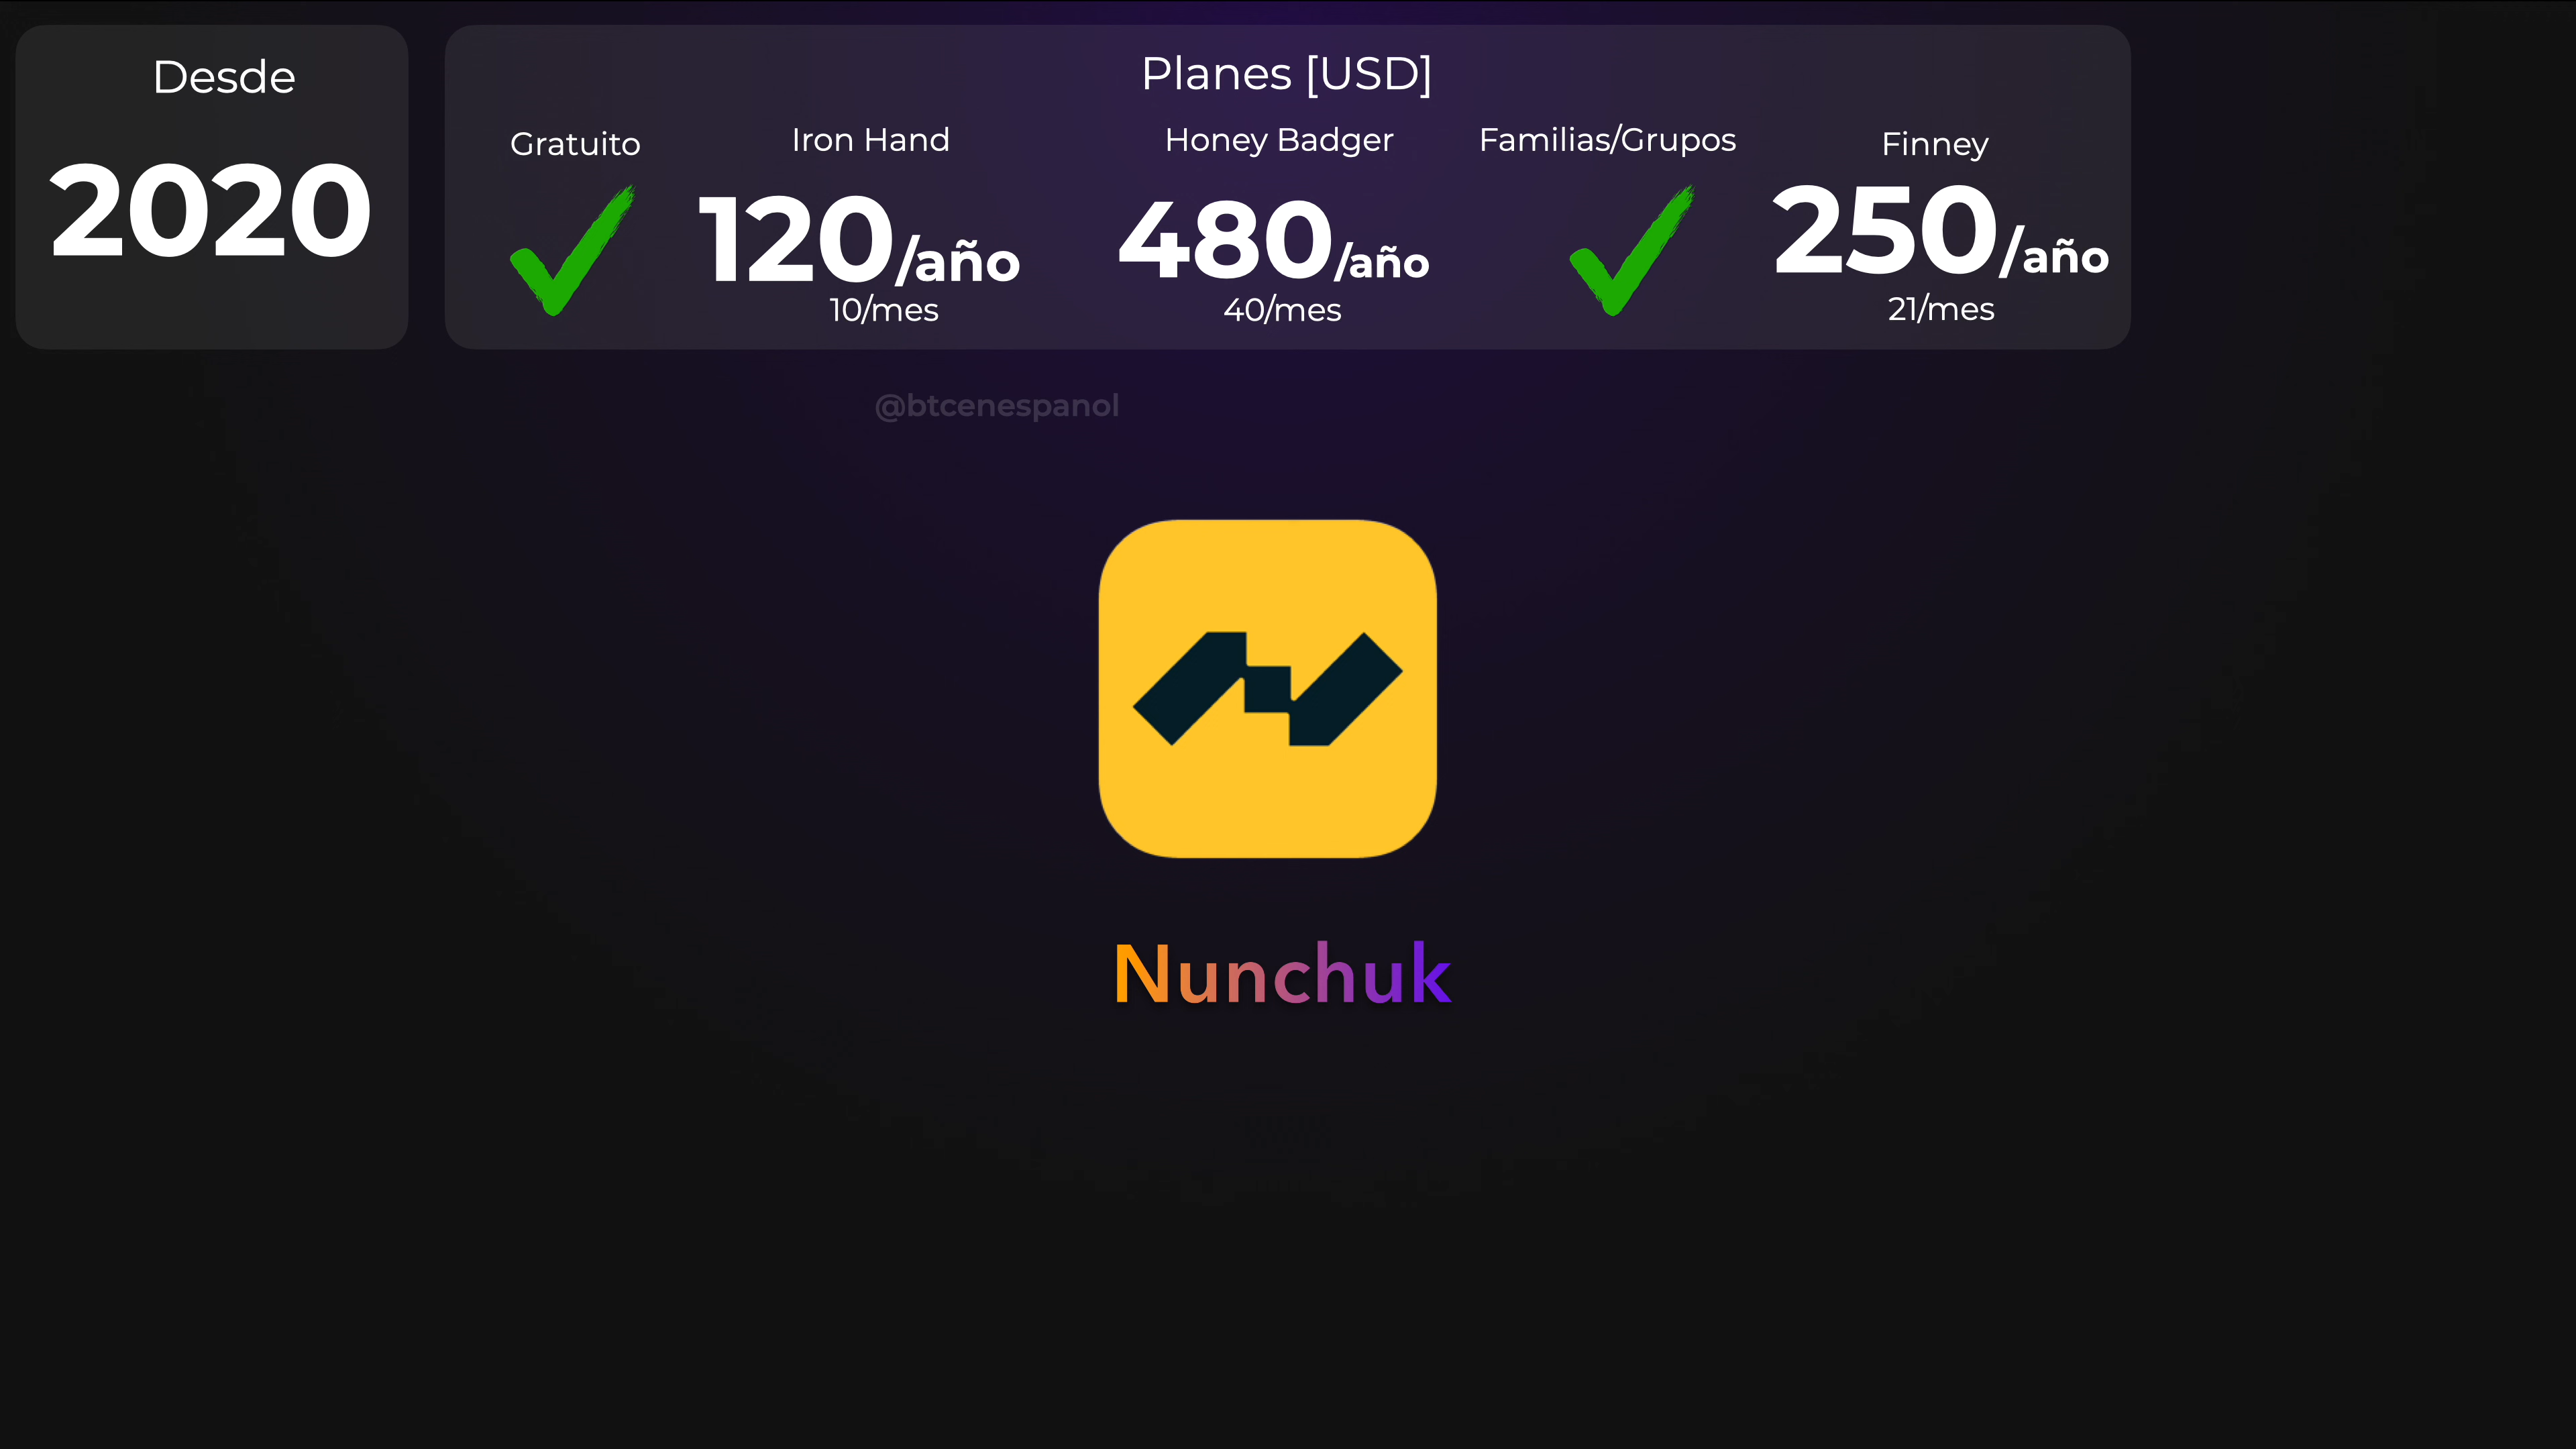 Desde
2020
Planes [USD]
Gratuito
Iron Hand
120/año
10/mes
Honey Badger
480/año
40/mes
Familias/Grupos
Finney
250/año
21/mes
@btcenespanol
Nunchuk